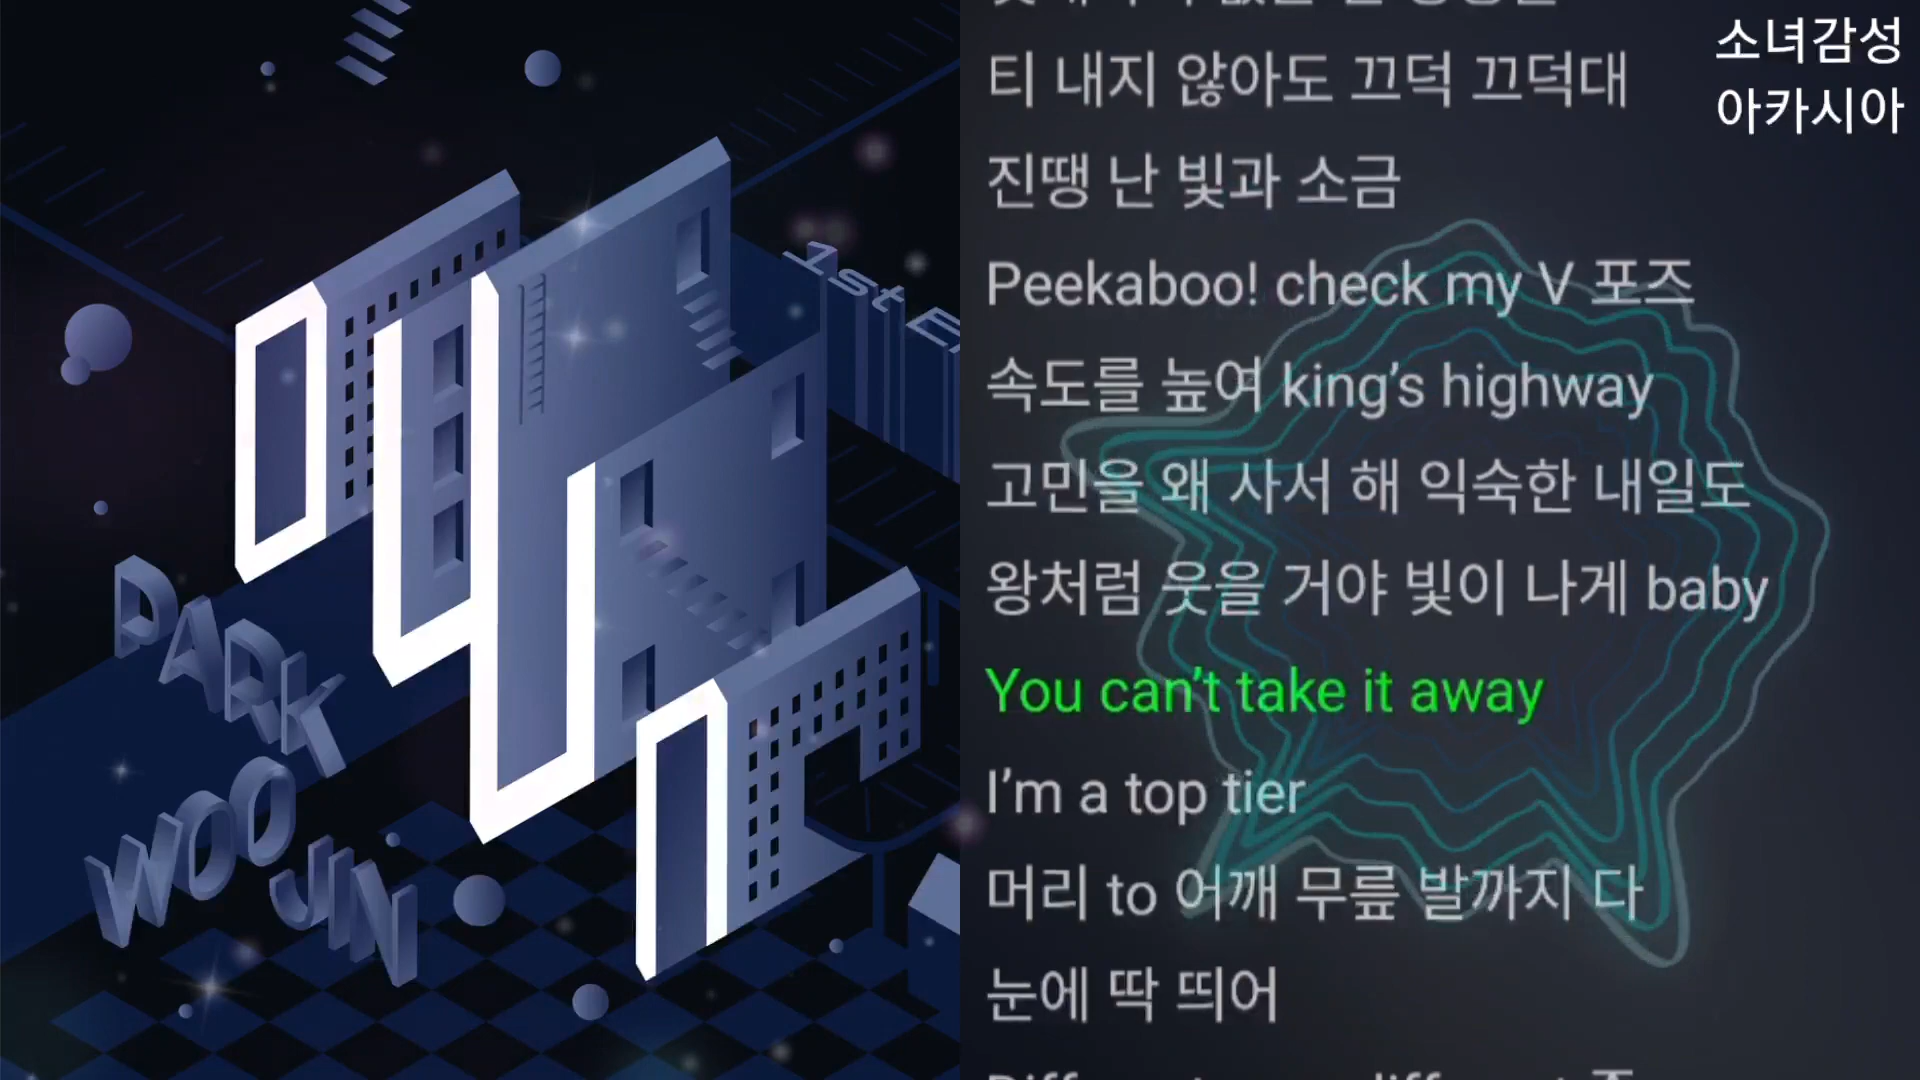 1st
PARK
WOO
JIN
소녀감성
아카시아
티 내지 않아도 끄덕 끄덕대
진땡 난 빛과 소금
Peekaboo! check my V 포즈
속도를 높여 king’s highway
고민을 왜 사서 해 익숙한 내일도
왕처럼 웃을 거야 빛이 나게 baby
You can’t take it away
I’m a top tier
머리 to 어깨 무릎 발까지 다
눈에 딱 띄어